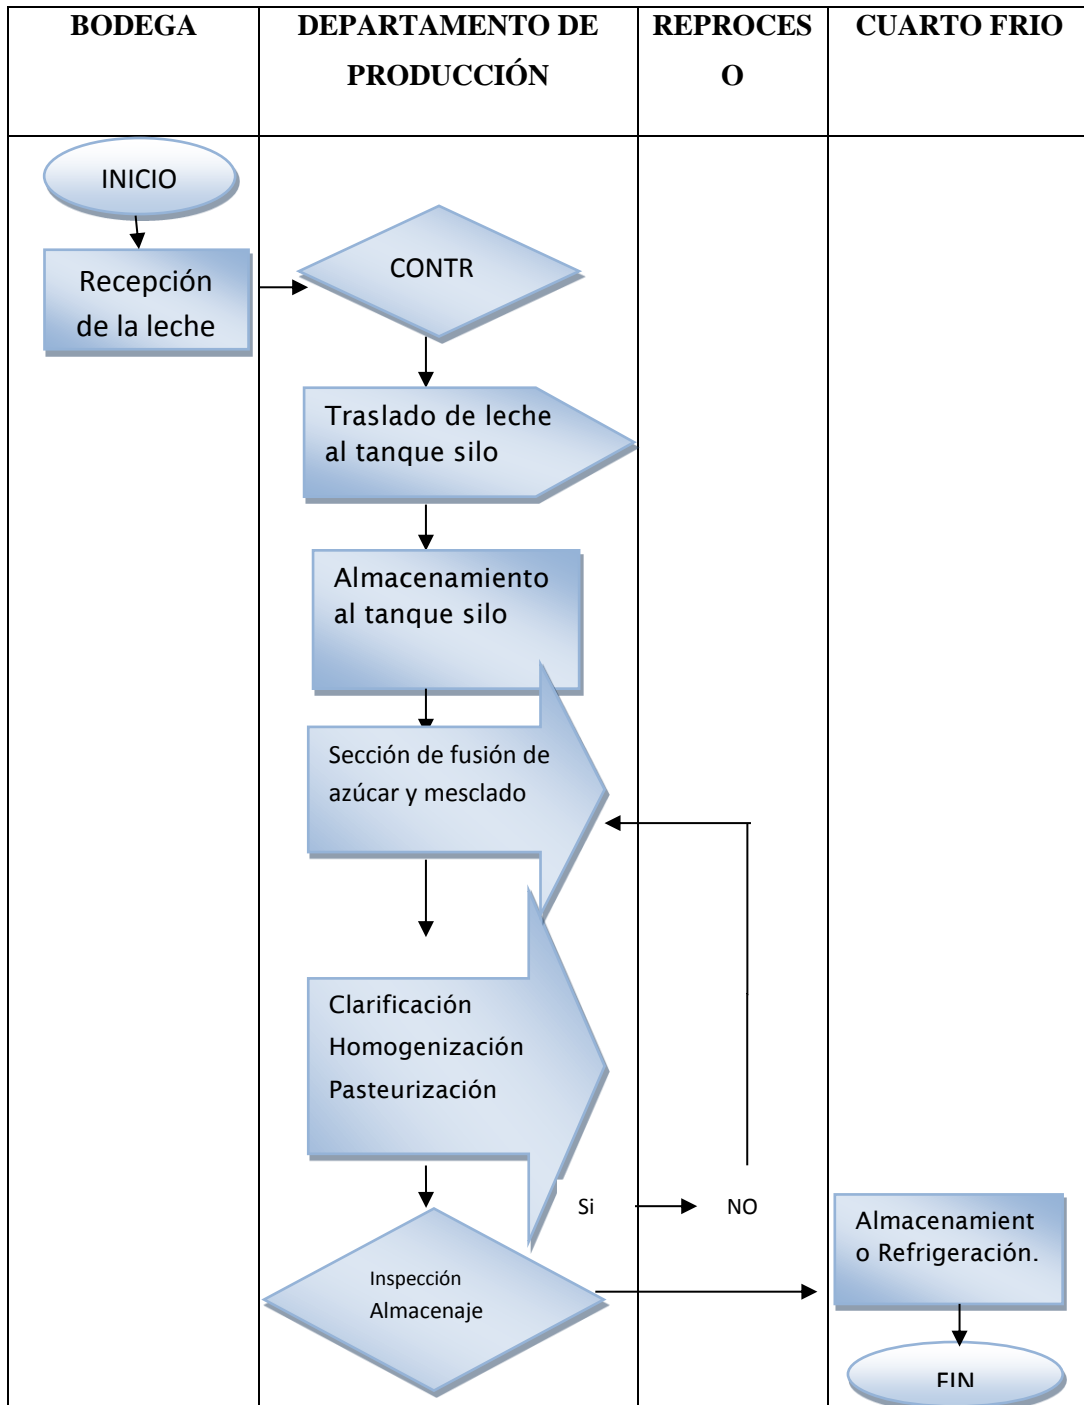 BODEGA
DEPARTAMENTO DE
PRODUCCIÓN
REPROCES
O
CUARTO FRIO
INICIO
Recepción
de la leche
CONTR
Traslado de leche
al tanque silo
Almacenamiento
al tanque silo
Sección de fusión de
azúcar y mesclado
Clarificación
Homogenización
Pasteurización
Si
NO
Inspección
Almacenaje
Almacenamient
o Refrigeración.
FIN